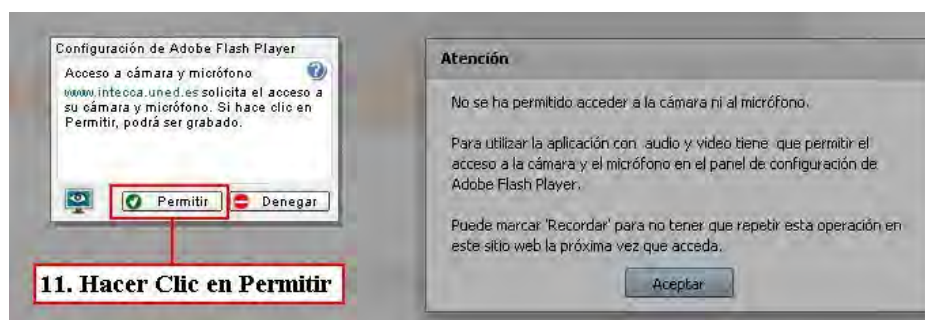 Configuración de Adobe Flash Player
Acceso a cámara y micrófono
www.intecca.uned.es solicita el acceso a
su cámara y micrófono. Si hace clic en
Permitir, podrá ser grabado.
Permitir
Denegar
11. Hacer Clic en Permitir
Atención
No se ha permitido acceder a la cámara ni al micrófono.
Para utilizar la aplicación con audio y video tiene que permitir el
acceso a la cámara y el micrófono en el panel de configuración de
Adobe Flash Player.
Puede marcar 'Recordar' para no tener que repetir esta operación en
este sitio web la próxima vez que acceda.
Aceptar